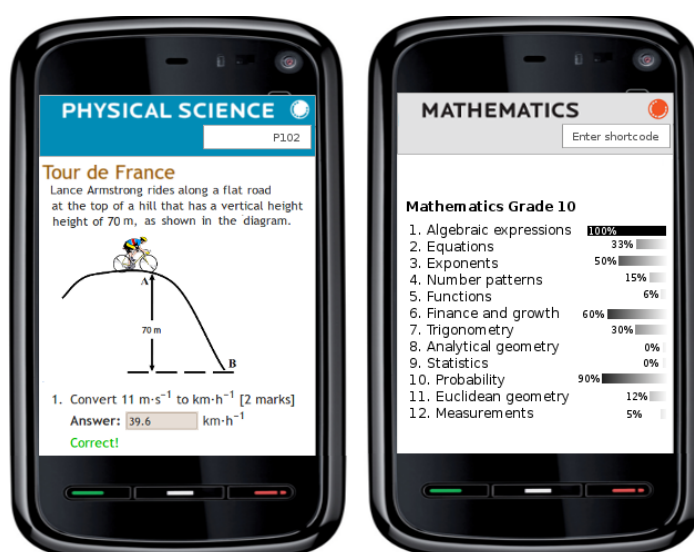 PHYSICAL SCIENCE
P102
Tour de France
Lance Armstrong rides along a flat road
at the top of a hill that has a vertical height
height of 70 m, as shown in the diagram.
A
70 m
B
1. Convert 11 m·s⁻¹ to km·h⁻¹ [2 marks]
Answer: 39.6 km·h⁻¹
Correct!
MATHEMATICS
Enter shortcode
Mathematics Grade 10
1. Algebraic expressions 100%
2. Equations 33%
3. Exponents 50%
4. Number patterns 15%
5. Functions 6%
6. Finance and growth 60%
7. Trigonometry 30%
8. Analytical geometry 0%
9. Statistics 0%
10. Probability 90%
11. Euclidean geometry 12%
12. Measurements 5%